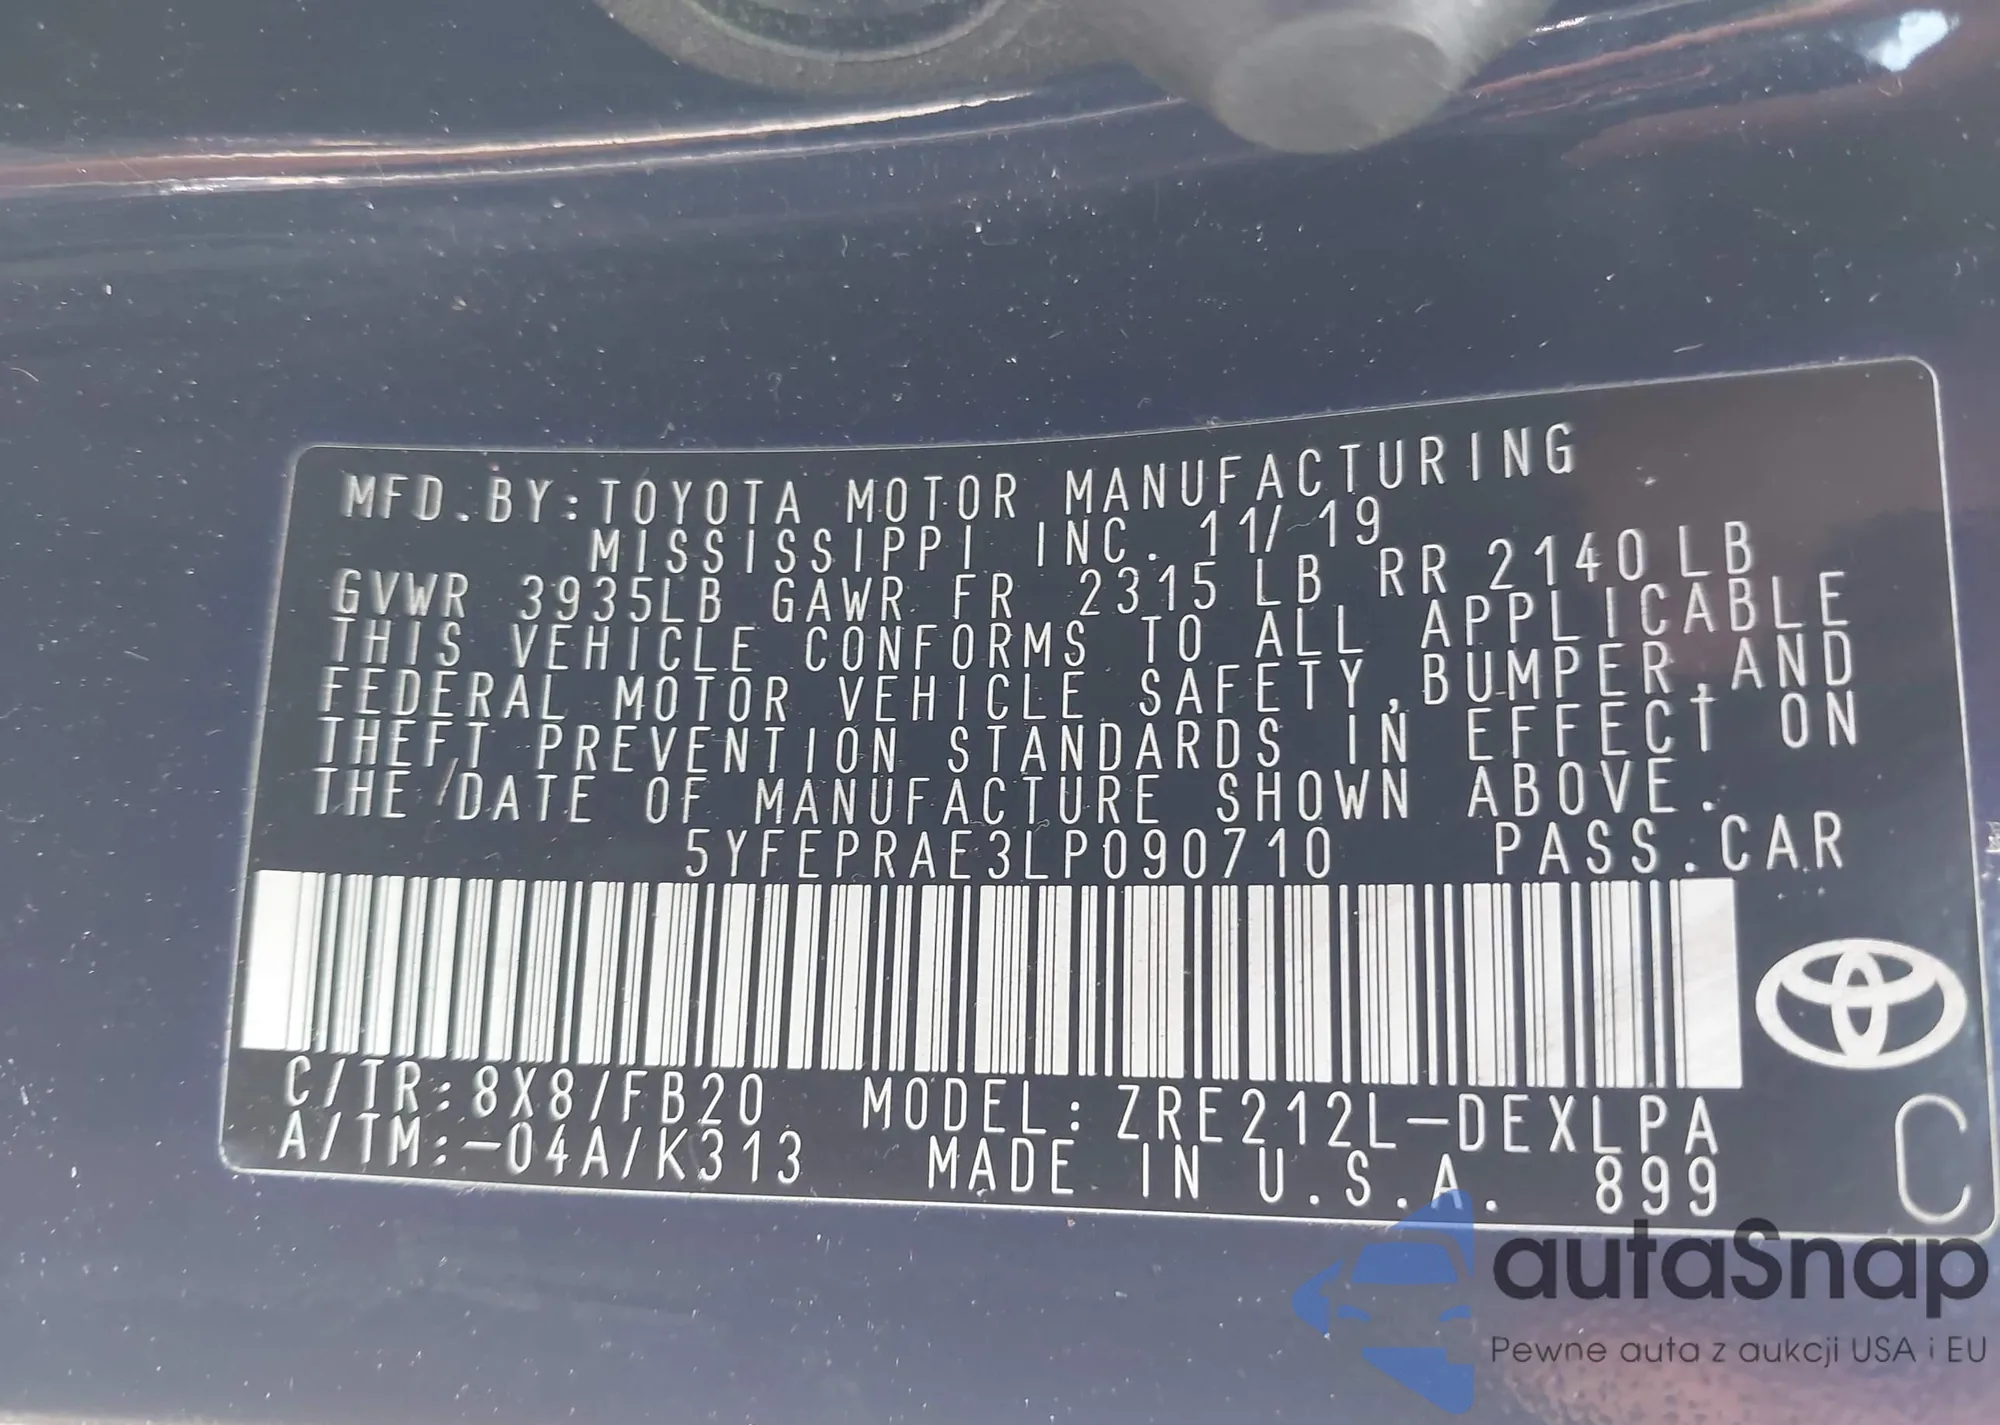 MFD.BY:TOYOTA MOTOR MANUFACTURING
MISSISSIPPI INC. 11/19
GVWR 3935LB GAWR FR 2315 LB RR 2140LB
THIS VEHICLE CONFORMS TO ALL APPLICABLE
FEDERAL MOTOR VEHICLE SAFETY,BUMPER,AND
THEFT PREVENTION STANDARDS IN EFFECT ON
THE DATE OF MANUFACTURE SHOWN ABOVE.
5YFEPRAE3LP090710 PASS.CAR
C/TR:8X8/FB20 MODEL:ZRE212L-DEXLPA
A/TM:-04A/K313 MADE IN U.S.A. 899
C
autaSnap
Pewne auta z aukcji USA i EU